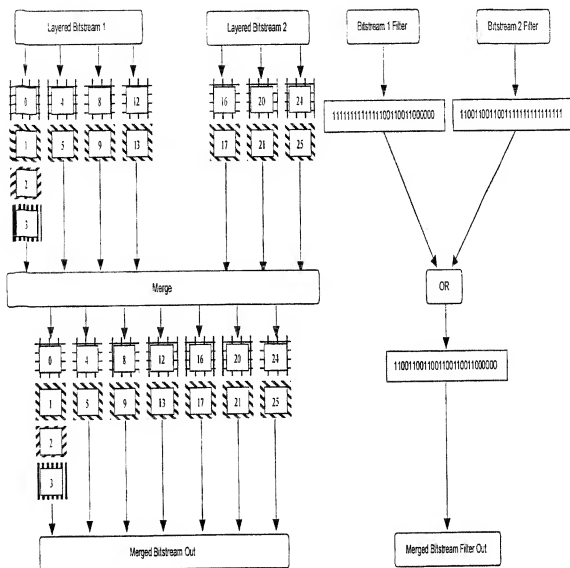 Layered Bitstream 1
Layered Bitstream 2
Bitstream 1 Filter
Bitstream 2 Filter
0 4 8 12 16 20 24
1 5 9 13 17 21 25
2
3
1111111111111100110011000000
1100110011001111111111111111
Merge
OR
0 4 8 12 16 20 24
1 5 9 13 17 21 25
2
3
1100110011001100110011000000
Merged Bitstream Out
Merged Bitstream Filter Out